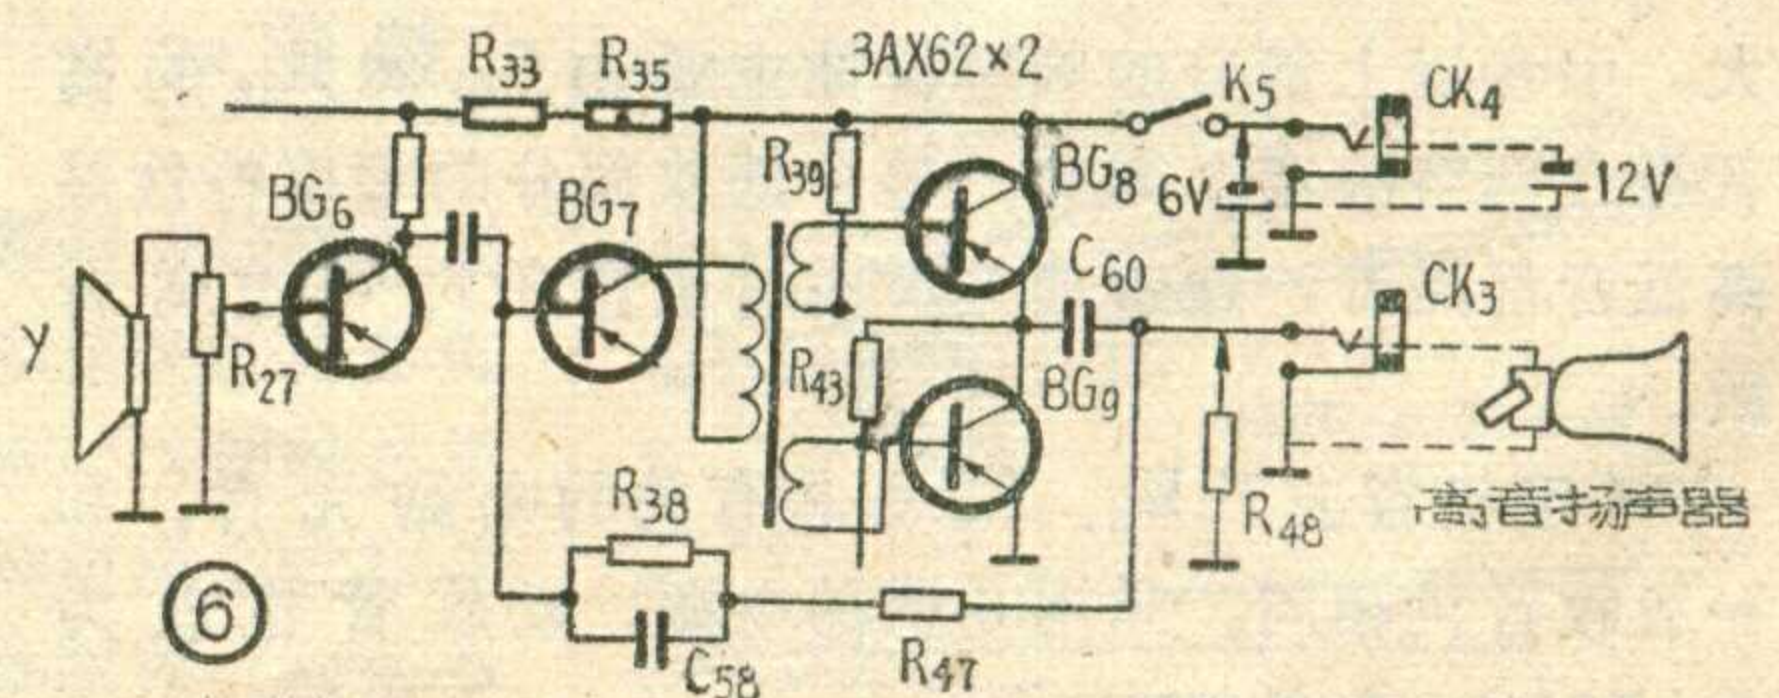 R33 R35 3AX62×2 K5 CK4
BG6 BG7 R39 BG8 6V 12V
C60 CK3
Y R27 R43 BG9
R38 R48 高音扬声器
⑥ C58 R47